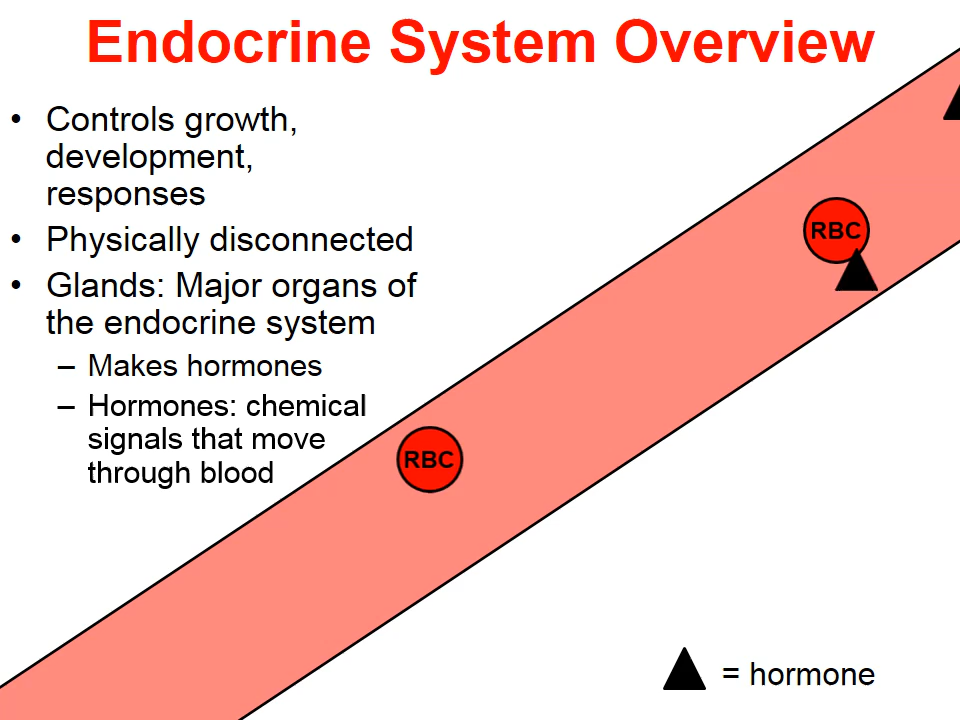 Endocrine System Overview
• Controls growth,
development,
responses
• Physically disconnected
• Glands: Major organs of
the endocrine system
– Makes hormones
– Hormones: chemical
signals that move
through blood
RBC
RBC
= hormone